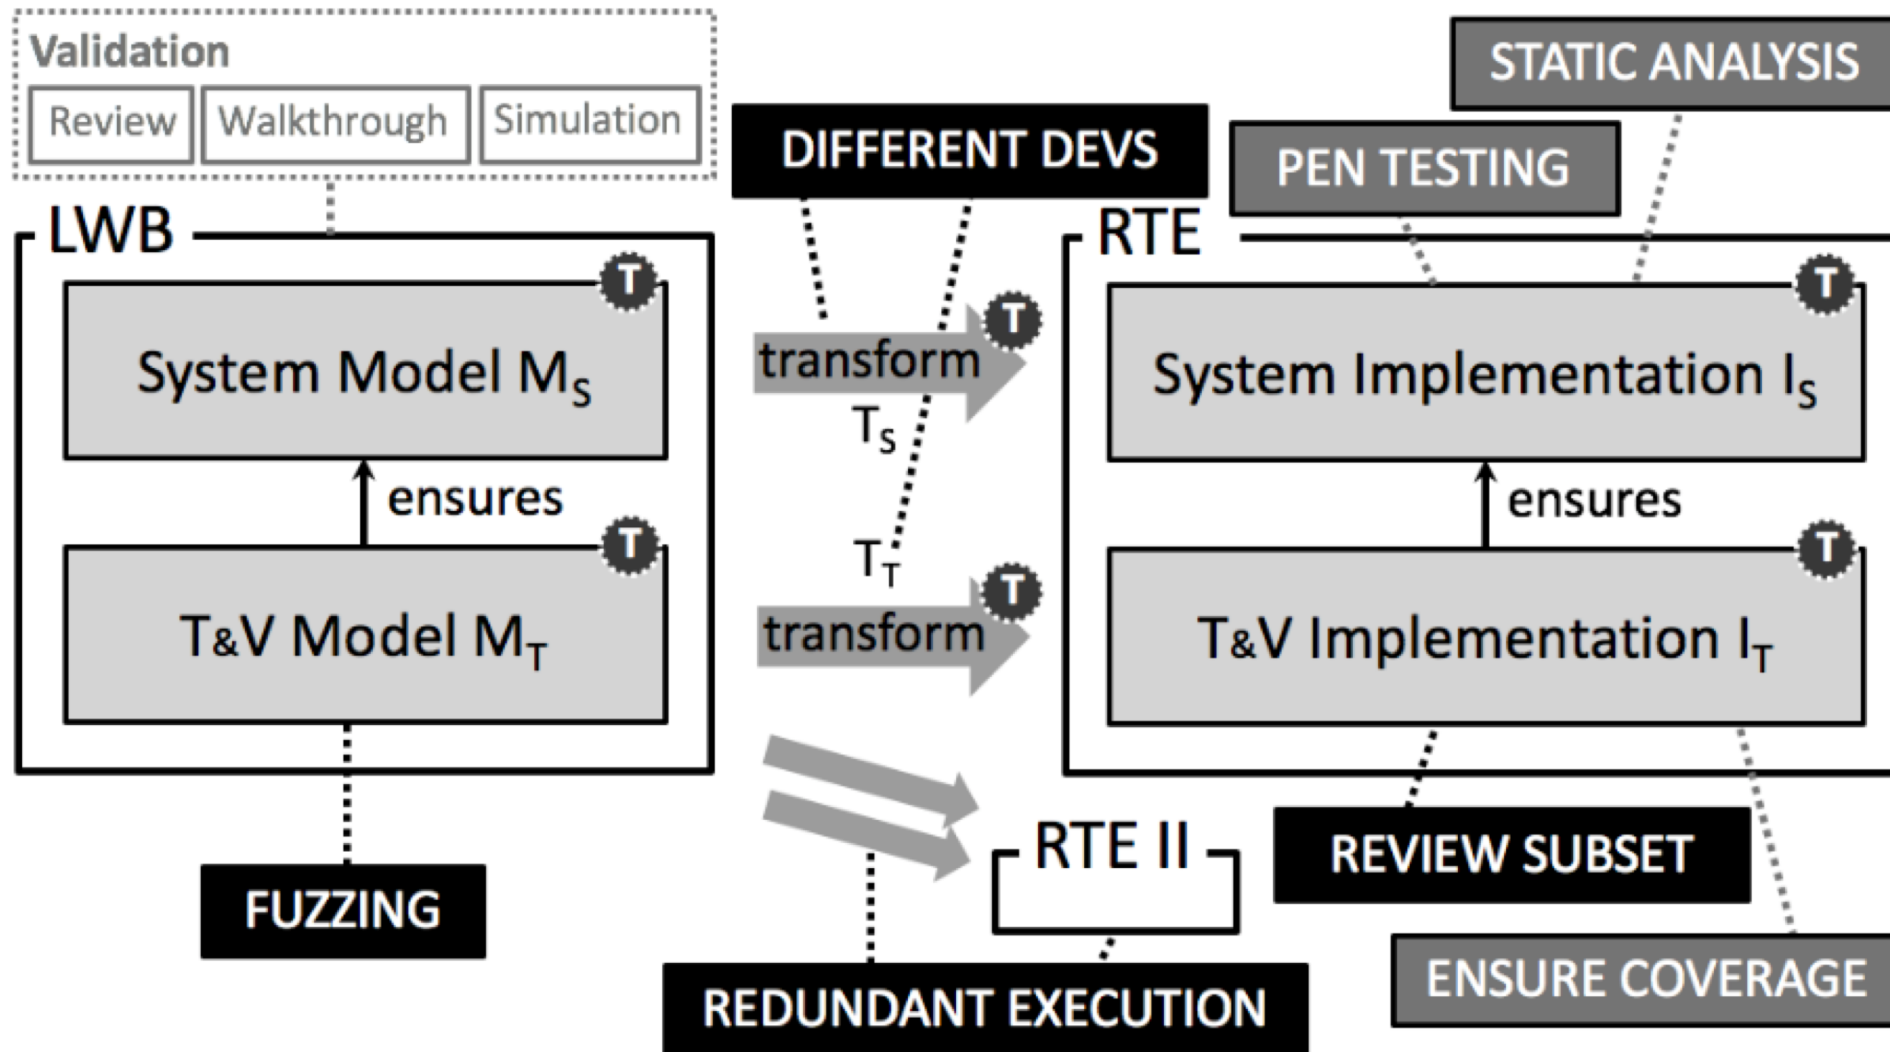 Validation
Review Walkthrough Simulation
STATIC ANALYSIS
DIFFERENT DEVS
PEN TESTING
LWB
RTE
T
System Model MS
transform
T
TS
T
System Implementation IS
ensures
ensures
T
T&V Model MT
TT
transform
T
T
T&V Implementation IT
RTE II
REVIEW SUBSET
FUZZING
REDUNDANT EXECUTION
ENSURE COVERAGE